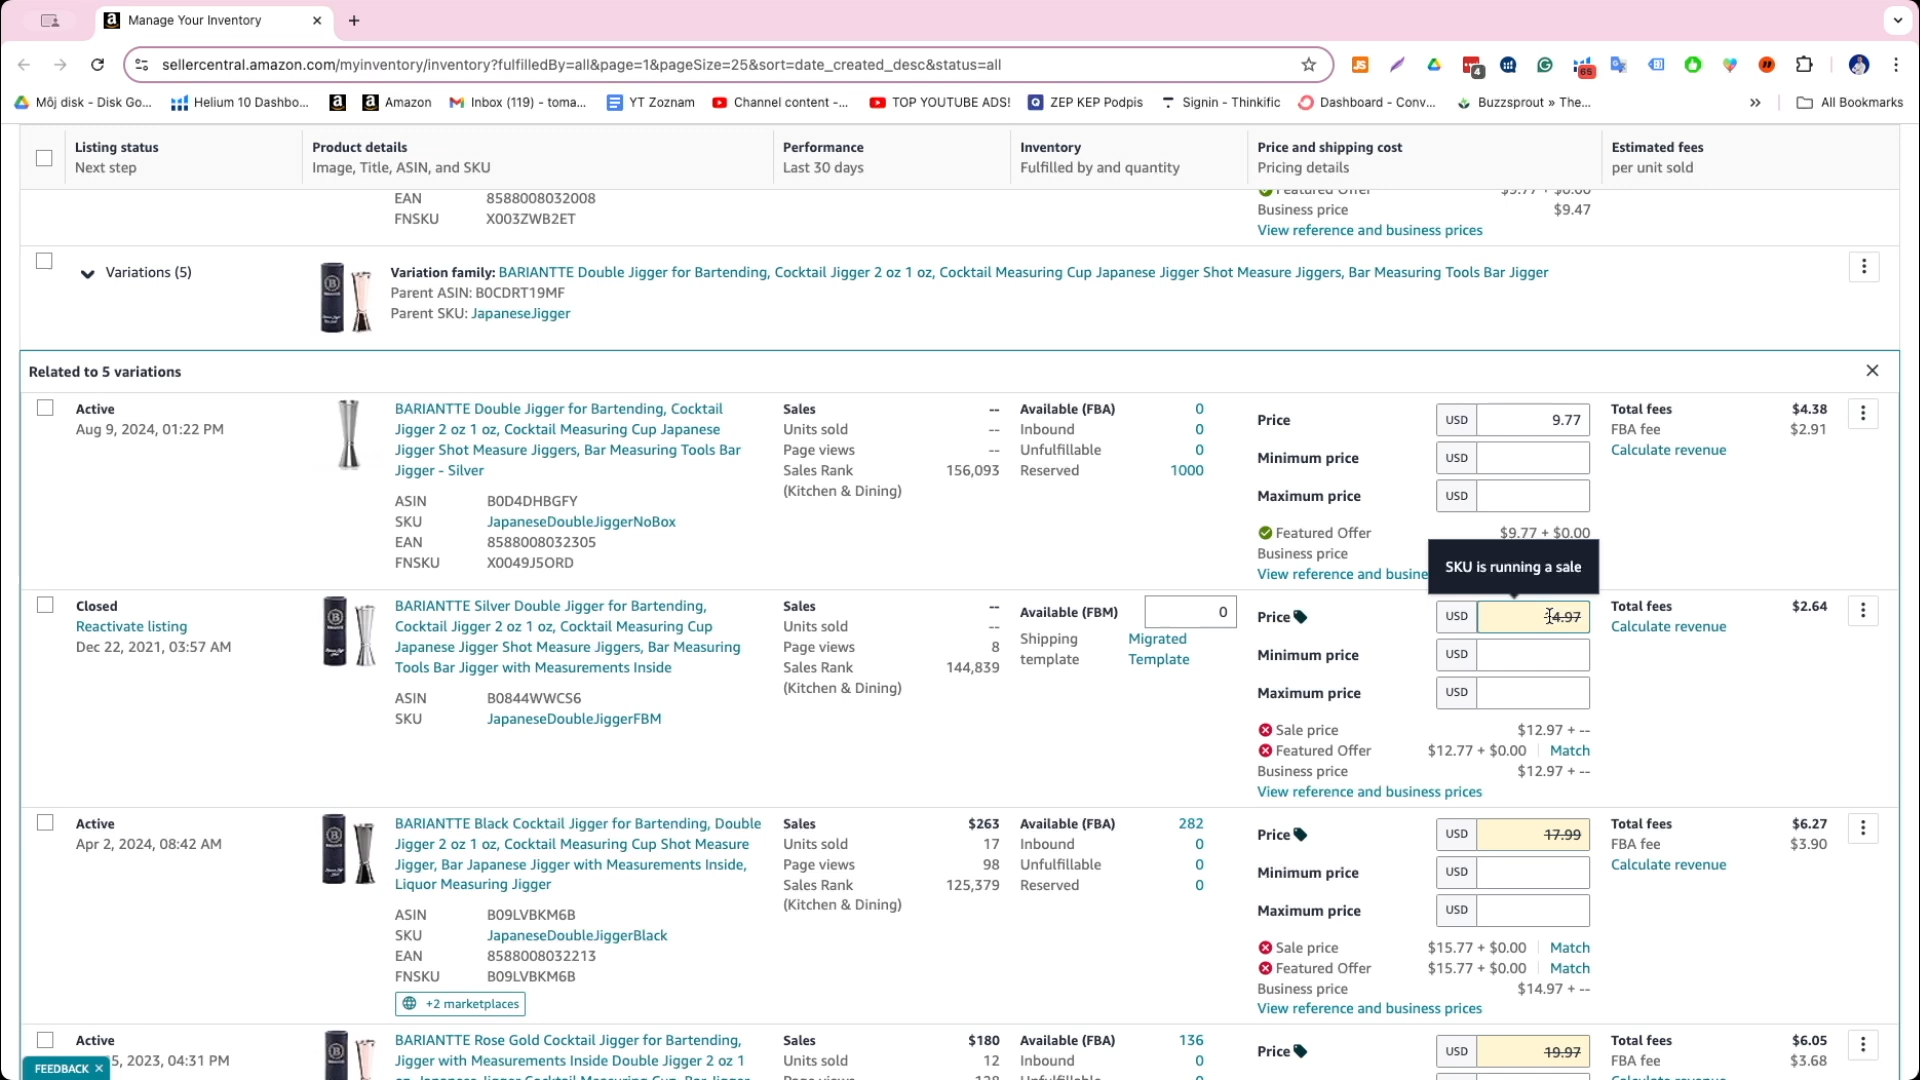 Manage Your Inventory
sellercentral.amazon.com/myinventory/inventory?fulfilledBy=all&page=1&pageSize=25&sort=date_created_desc&status=all
4
65
Môj disk - Disk Go...
Helium 10 Dashbo...
Amazon
Inbox (119) - toma...
YT Zoznam
Channel content -...
TOP YOUTUBE ADS!
ZEP KEP Podpis
Signin - Thinkific
Dashboard - Conv...
Buzzsprout » The...
All Bookmarks
Listing status
Next step
Product details
Image, Title, ASIN, and SKU
Performance
Last 30 days
Inventory
Fulfilled by and quantity
Price and shipping cost
Pricing details
Estimated fees
per unit sold
EAN 8588008032008
FNSKU X003ZWB2ET
Featured Offer $9.77 + $0.00
Business price $9.47
View reference and business prices
Variations (5)
Variation family: BARIANTTE Double Jigger for Bartending, Cocktail Jigger 2 oz 1 oz, Cocktail Measuring Cup Japanese Jigger Shot Measure Jiggers, Bar Measuring Tools Bar Jigger
Parent ASIN: B0CDRT19MF
Parent SKU: JapaneseJigger
Related to 5 variations
Active
Aug 9, 2024, 01:22 PM
BARIANTTE Double Jigger for Bartending, Cocktail
Jigger 2 oz 1 oz, Cocktail Measuring Cup Japanese
Jigger Shot Measure Jiggers, Bar Measuring Tools Bar
Jigger - Silver
ASIN B0D4DHBGFY
SKU JapaneseDoubleJiggerNoBox
EAN 8588008032305
FNSKU X0049J5ORD
Sales --
Units sold --
Page views --
Sales Rank 156,093
(Kitchen & Dining)
Available (FBA) 0
Inbound 0
Unfulfillable 0
Reserved 1000
Price USD 9.77
Minimum price USD
Maximum price USD
Featured Offer $9.77 + $0.00
Business price
View reference and busine
SKU is running a sale
Total fees $4.38
FBA fee $2.91
Calculate revenue
Closed
Reactivate listing
Dec 22, 2021, 03:57 AM
BARIANTTE Silver Double Jigger for Bartending,
Cocktail Jigger 2 oz 1 oz, Cocktail Measuring Cup
Japanese Jigger Shot Measure Jiggers, Bar Measuring
Tools Bar Jigger with Measurements Inside
ASIN B0844WWCS6
SKU JapaneseDoubleJiggerFBM
Sales --
Units sold --
Page views 8
Sales Rank 144,839
(Kitchen & Dining)
Available (FBM) 0
Shipping template
Migrated Template
Price USD 4.97
Minimum price USD
Maximum price USD
Sale price $12.97 + --
Featured Offer $12.77 + $0.00 Match
Business price $12.97 + --
View reference and business prices
Total fees $2.64
Calculate revenue
Active
Apr 2, 2024, 08:42 AM
BARIANTTE Black Cocktail Jigger for Bartending, Double
Jigger 2 oz 1 oz, Cocktail Measuring Cup Shot Measure
Jigger, Bar Japanese Jigger with Measurements Inside,
Liquor Measuring Jigger
ASIN B09LVBKM6B
SKU JapaneseDoubleJiggerBlack
EAN 8588008032213
FNSKU B09LVBKM6B
+2 marketplaces
Sales $263
Units sold 17
Page views 98
Sales Rank 125,379
(Kitchen & Dining)
Available (FBA) 282
Inbound 0
Unfulfillable 0
Reserved 0
Price USD 17.99
Minimum price USD
Maximum price USD
Sale price $15.77 + $0.00 Match
Featured Offer $15.77 + $0.00 Match
Business price $14.97 + --
View reference and business prices
Total fees $6.27
FBA fee $3.90
Calculate revenue
Active
5, 2023, 04:31 PM
BARIANTTE Rose Gold Cocktail Jigger for Bartending,
Jigger with Measurements Inside Double Jigger 2 oz 1
Sales $180
Units sold 12
Available (FBA) 136
Inbound 0
Price USD 19.97
Total fees $6.05
FBA fee $3.68
FEEDBACK